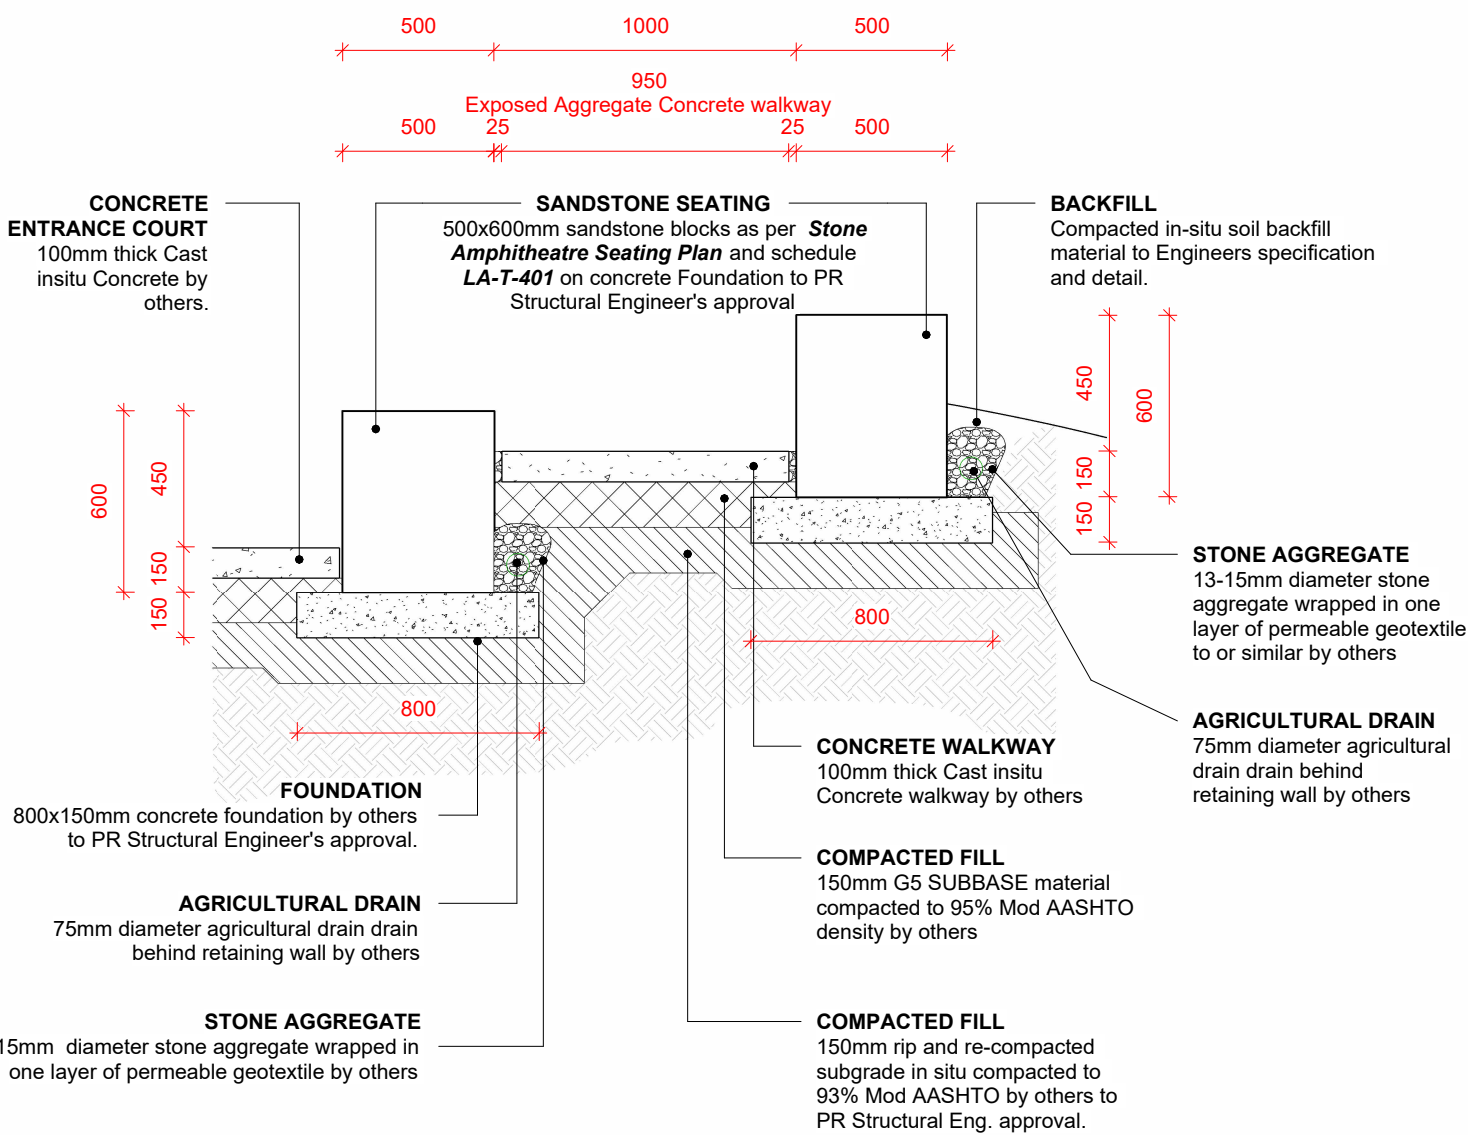 500 1000 500
950
Exposed Aggregate Concrete walkway
500 25 25 500
CONCRETE
ENTRANCE COURT
100mm thick Cast
insitu Concrete by
others.
SANDSTONE SEATING
500x600mm sandstone blocks as per Stone
Amphitheatre Seating Plan and schedule
LA-T-401 on concrete Foundation to PR
Structural Engineer's approval
BACKFILL
Compacted in-situ soil backfill
material to Engineers specification
and detail.
450
600
150
150
600
450
150
150
800
800
STONE AGGREGATE
13-15mm diameter stone
aggregate wrapped in one
layer of permeable geotextile
to or similar by others
AGRICULTURAL DRAIN
75mm diameter agricultural
drain drain behind
retaining wall by others
CONCRETE WALKWAY
100mm thick Cast insitu
Concrete walkway by others
FOUNDATION
800x150mm concrete foundation by others
to PR Structural Engineer's approval.
COMPACTED FILL
150mm G5 SUBBASE material
compacted to 95% Mod AASHTO
density by others
AGRICULTURAL DRAIN
75mm diameter agricultural drain drain
behind retaining wall by others
STONE AGGREGATE
15mm diameter stone aggregate wrapped in
one layer of permeable geotextile by others
COMPACTED FILL
150mm rip and re-compacted
subgrade in situ compacted to
93% Mod AASHTO by others to
PR Structural Eng. approval.